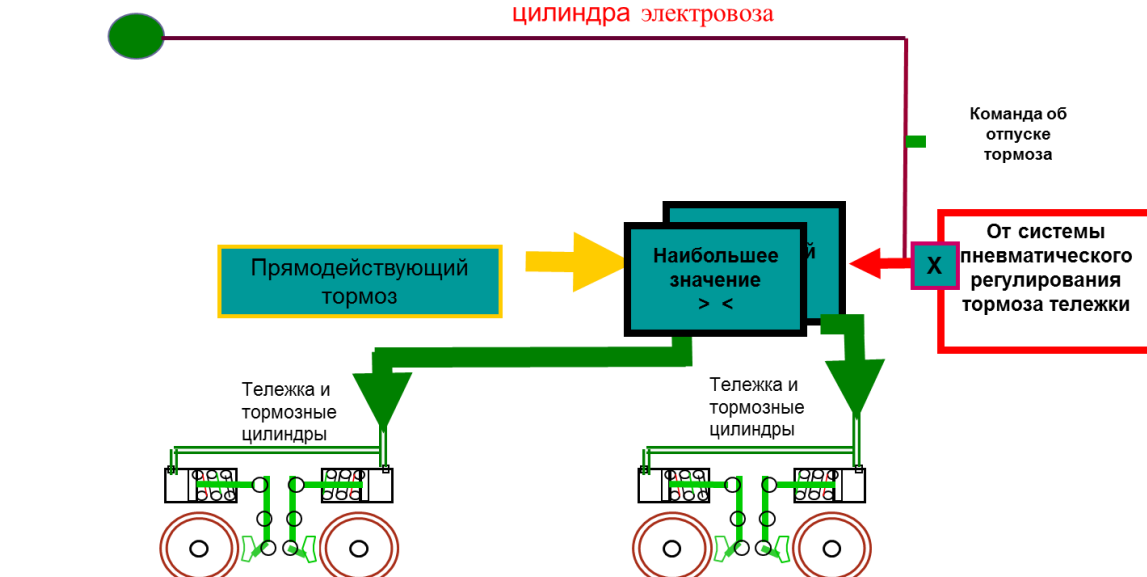 цилиндра электровоза
Команда об
отпуске
тормоза
От системы
пневматического
регулирования
тормоза тележки
X
Наибольшее
значение
> <
й
Прямодействующий
тормоз
Тележка и
тормозные
цилиндры
Тележка и
тормозные
цилиндры